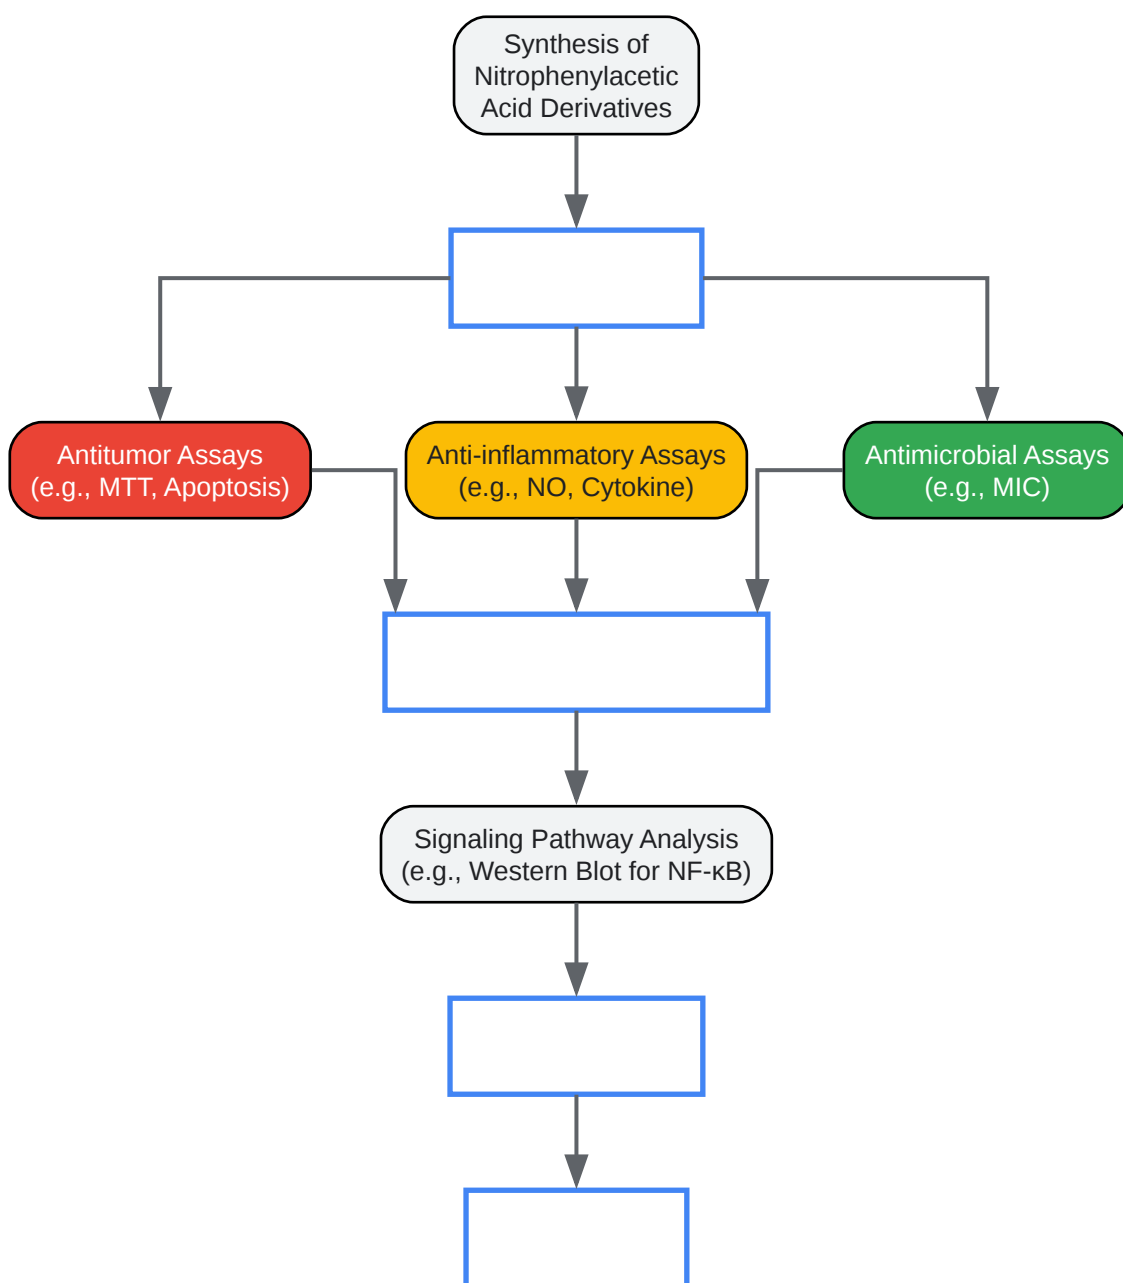 Synthesis of
Nitrophenylacetic
Acid Derivatives
Antitumor Assays
(e.g., MTT, Apoptosis)
Anti-inflammatory Assays
(e.g., NO, Cytokine)
Antimicrobial Assays
(e.g., MIC)
Signaling Pathway Analysis
(e.g., Western Blot for NF-κB)